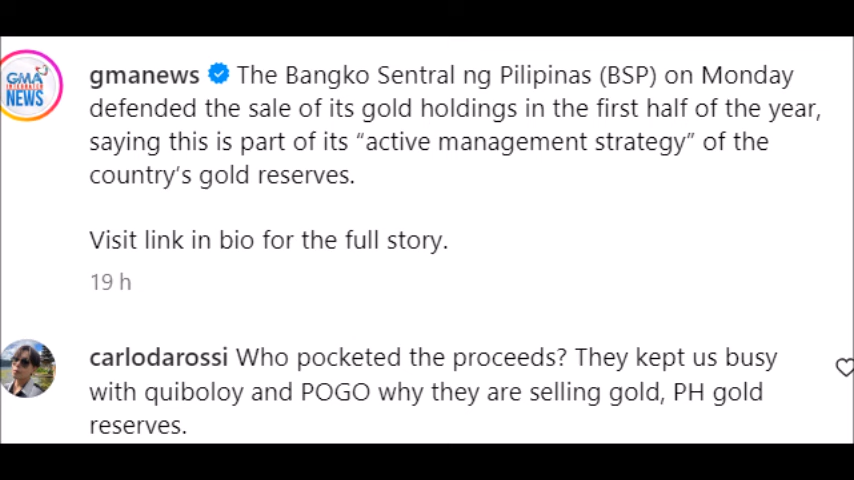 GMA
INTEGRATED
NEWS
gmanews The Bangko Sentral ng Pilipinas (BSP) on Monday
defended the sale of its gold holdings in the first half of the year,
saying this is part of its “active management strategy” of the
country’s gold reserves.
Visit link in bio for the full story.
19 h
carlodarossi Who pocketed the proceeds? They kept us busy
with quiboloy and POGO why they are selling gold, PH gold
reserves.